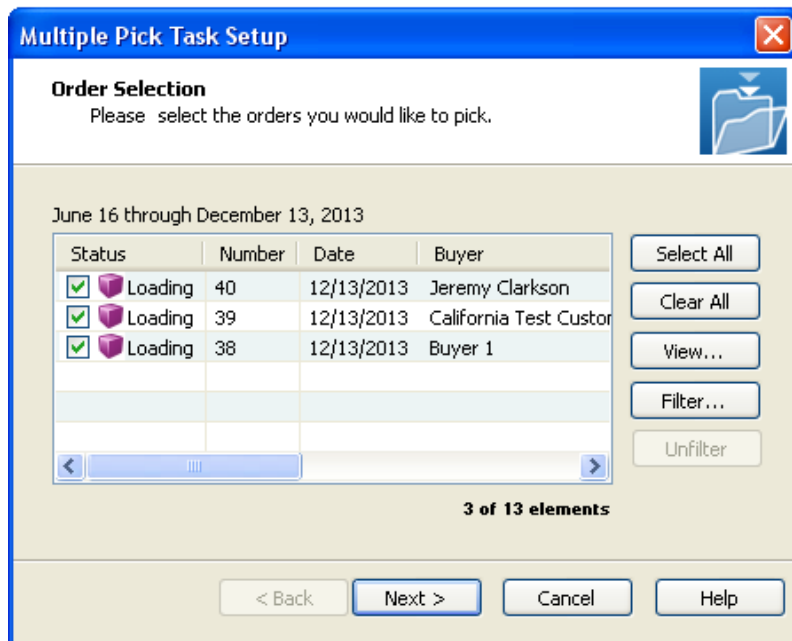 Multiple Pick Task Setup
Order Selection
Please select the orders you would like to pick.
June 16 through December 13, 2013
Status Number Date Buyer
Loading 40 12/13/2013 Jeremy Clarkson
Loading 39 12/13/2013 California Test Custor
Loading 38 12/13/2013 Buyer 1
Select All
Clear All
View...
Filter...
Unfilter
3 of 13 elements
< Back Next > Cancel Help